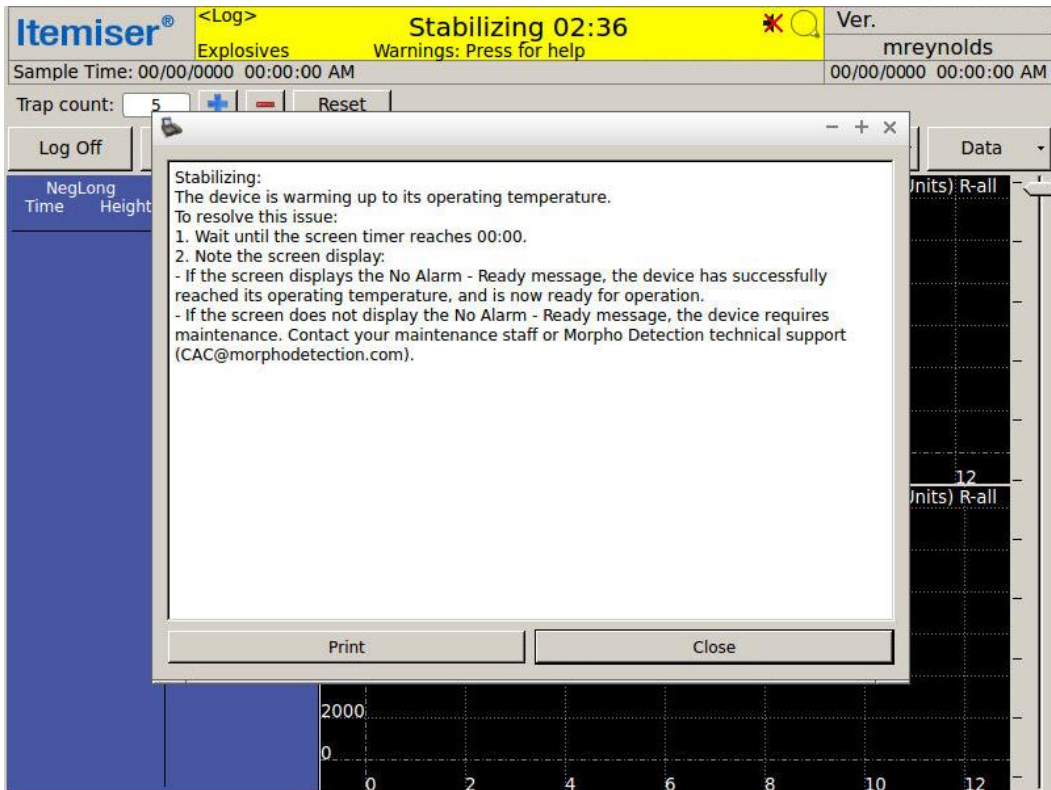 Itemiser®
<Log>
Stabilizing 02:36
Explosives
Warnings: Press for help
Ver.
mreynolds
Sample Time: 00/00/0000 00:00:00 AM
00/00/0000 00:00:00 AM
Trap count: 5
Reset
Log Off
Data
NegLong
Time Height
Stabilizing:
The device is warming up to its operating temperature.
To resolve this issue:
1. Wait until the screen timer reaches 00:00.
2. Note the screen display:
- If the screen displays the No Alarm - Ready message, the device has successfully
reached its operating temperature, and is now ready for operation.
- If the screen does not display the No Alarm - Ready message, the device requires
maintenance. Contact your maintenance staff or Morpho Detection technical support
(CAC@morphodetection.com).
Print
Close
Units) R-all
12
Units) R-all
2000
0
0 2 4 6 8 10 12